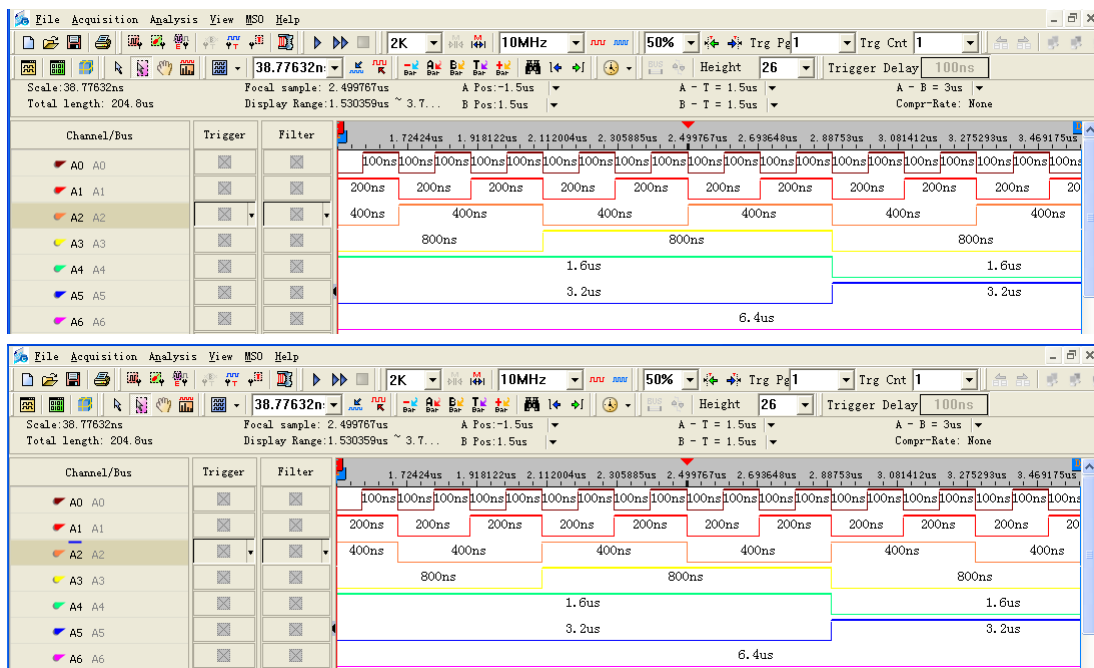 File Acquisition Analysis View MSO Help
2K 10MHz 50% Trg Pg 1 Trg Cnt 1
38.77632n: Bar Bar Bar Bar Bar Height 26 Trigger Delay 100ns
Scale:38.77632ns Focal sample: 2.499767us A Pos:-1.5us A - T = 1.5us A - B = 3us
Total length: 204.8us Display Range:1.530359us ~ 3.7... B Pos:1.5us B - T = 1.5us Compr-Rate: None
Channel/Bus Trigger Filter 1.72424us 1.918122us 2.112004us 2.305885us 2.499767us 2.693648us 2.88753us 3.081412us 3.275293us 3.469175us
A0 A0 100ns 100ns 100ns 100ns 100ns 100ns 100ns 100ns 100ns 100ns 100ns 100ns 100ns 100ns 100ns 100ns 100ns 100ns 100ns 100ns
A1 A1 200ns 200ns 200ns 200ns 200ns 200ns 200ns 200ns 200ns 200ns 20
A2 A2 400ns 400ns 400ns 400ns 400ns 400ns
A3 A3 800ns 800ns 800ns
A4 A4 1.6us 1.6us
A5 A5 3.2us 3.2us
A6 A6 6.4us
File Acquisition Analysis View MSO Help
2K 10MHz 50% Trg Pg 1 Trg Cnt 1
38.77632n: Bar Bar Bar Bar Bar Height 26 Trigger Delay 100ns
Scale:38.77632ns Focal sample: 2.499767us A Pos:-1.5us A - T = 1.5us A - B = 3us
Total length: 204.8us Display Range:1.530359us ~ 3.7... B Pos:1.5us B - T = 1.5us Compr-Rate: None
Channel/Bus Trigger Filter 1.72424us 1.918122us 2.112004us 2.305885us 2.499767us 2.693648us 2.88753us 3.081412us 3.275293us 3.469175us
A0 A0 100ns 100ns 100ns 100ns 100ns 100ns 100ns 100ns 100ns 100ns 100ns 100ns 100ns 100ns 100ns 100ns 100ns 100ns 100ns 100ns
A1 A1 200ns 200ns 200ns 200ns 200ns 200ns 200ns 200ns 200ns 200ns 20
A2 A2 400ns 400ns 400ns 400ns 400ns 400ns
A3 A3 800ns 800ns 800ns
A4 A4 1.6us 1.6us
A5 A5 3.2us 3.2us
A6 A6 6.4us